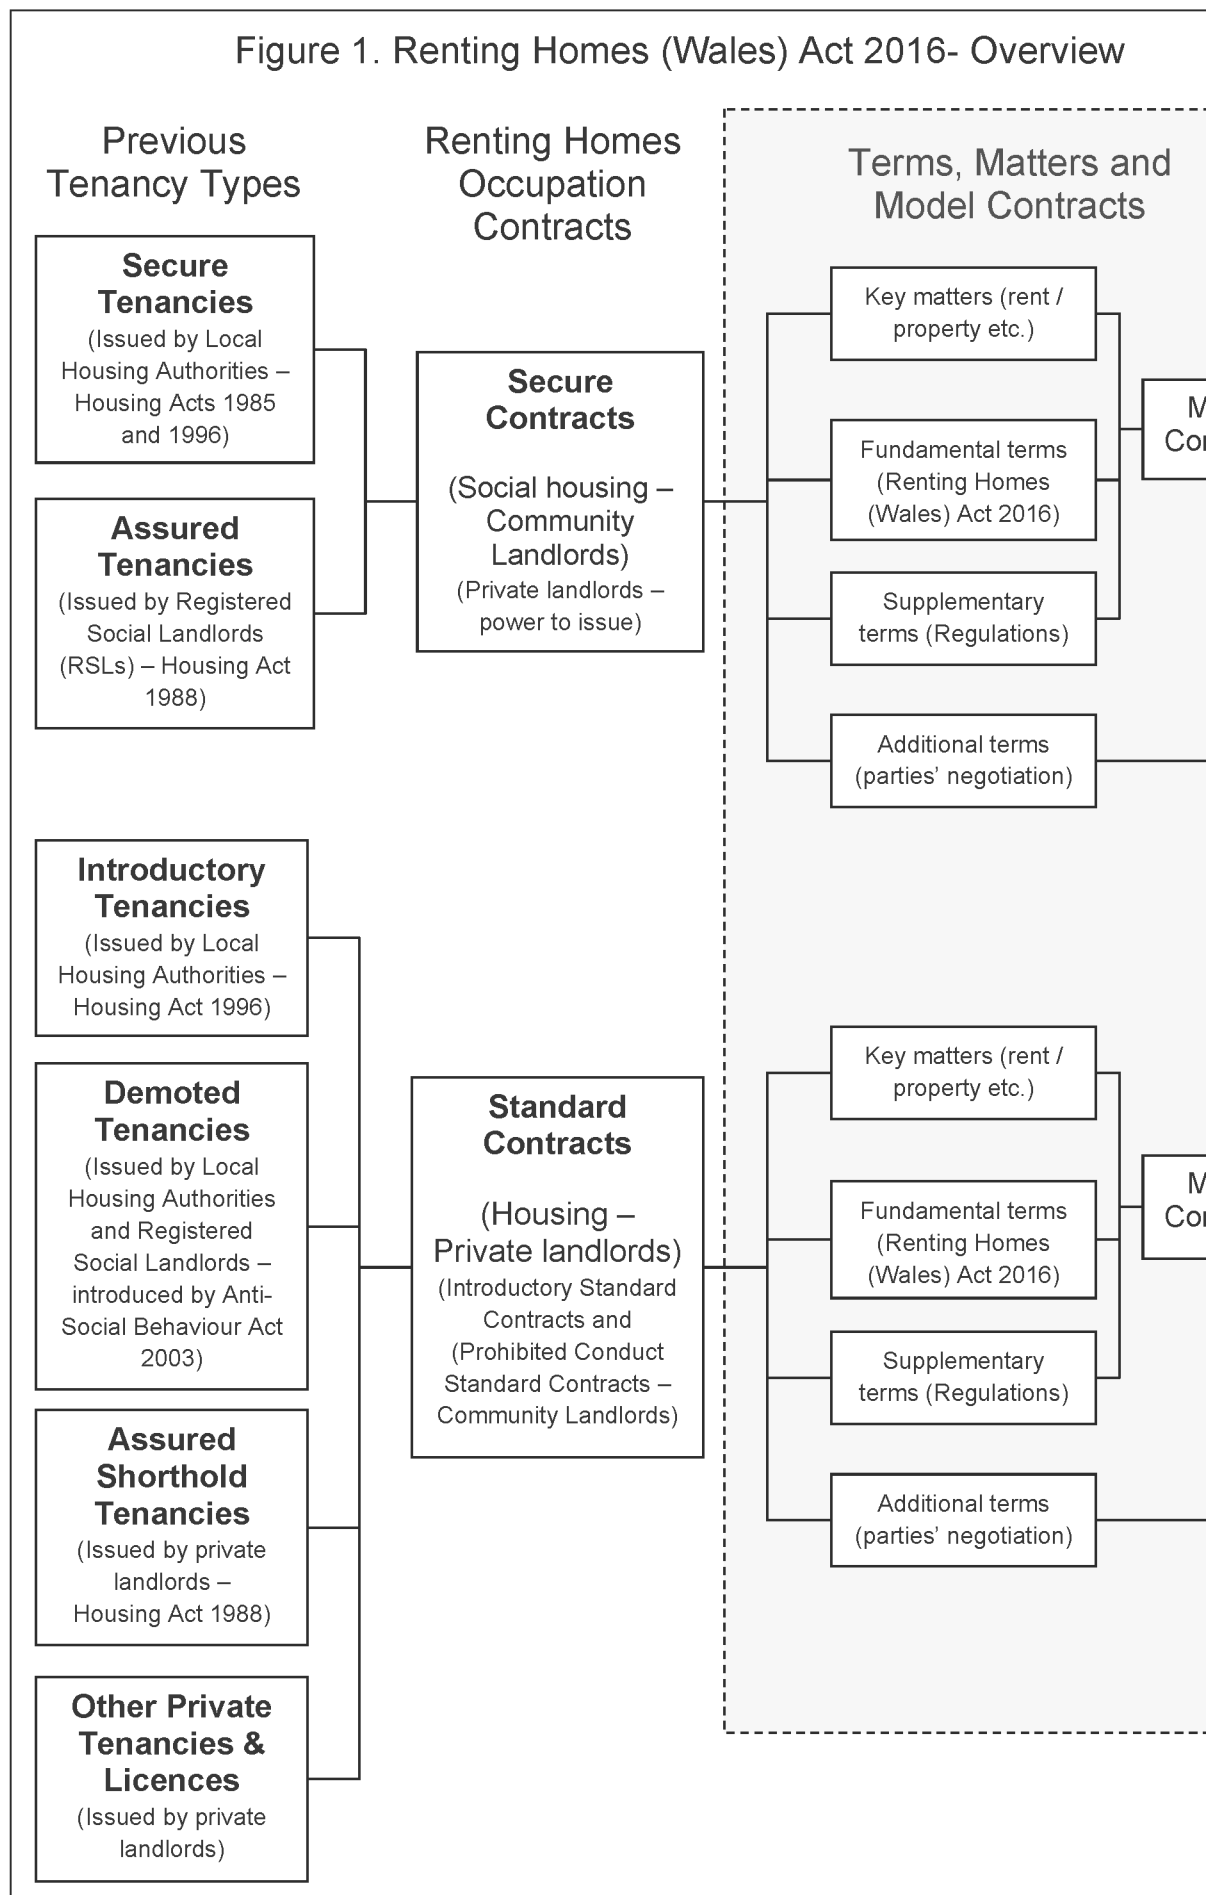 Figure 1. Renting Homes (Wales) Act 2016- Overview
Previous
Tenancy Types
Renting Homes
Occupation
Contracts
Terms, Matters and
Model Contracts
Secure
Tenancies
(Issued by Local
Housing Authorities –
Housing Acts 1985
and 1996)
Assured
Tenancies
(Issued by Registered
Social Landlords
(RSLs) – Housing Act
1988)
Secure
Contracts
(Social housing –
Community
Landlords)
(Private landlords –
power to issue)
Key matters (rent /
property etc.)
Fundamental terms
(Renting Homes
(Wales) Act 2016)
Supplementary
terms (Regulations)
Additional terms
(parties’ negotiation)
Introductory
Tenancies
(Issued by Local
Housing Authorities –
Housing Act 1996)
Demoted
Tenancies
(Issued by Local
Housing Authorities
and Registered
Social Landlords –
introduced by Anti-
Social Behaviour Act
2003)
Assured
Shorthold
Tenancies
(Issued by private
landlords –
Housing Act 1988)
Other Private
Tenancies &
Licences
(Issued by private
landlords)
Standard
Contracts
(Housing –
Private landlords)
(Introductory Standard
Contracts and
(Prohibited Conduct
Standard Contracts –
Community Landlords)
Key matters (rent /
property etc.)
Fundamental terms
(Renting Homes
(Wales) Act 2016)
Supplementary
terms (Regulations)
Additional terms
(parties’ negotiation)